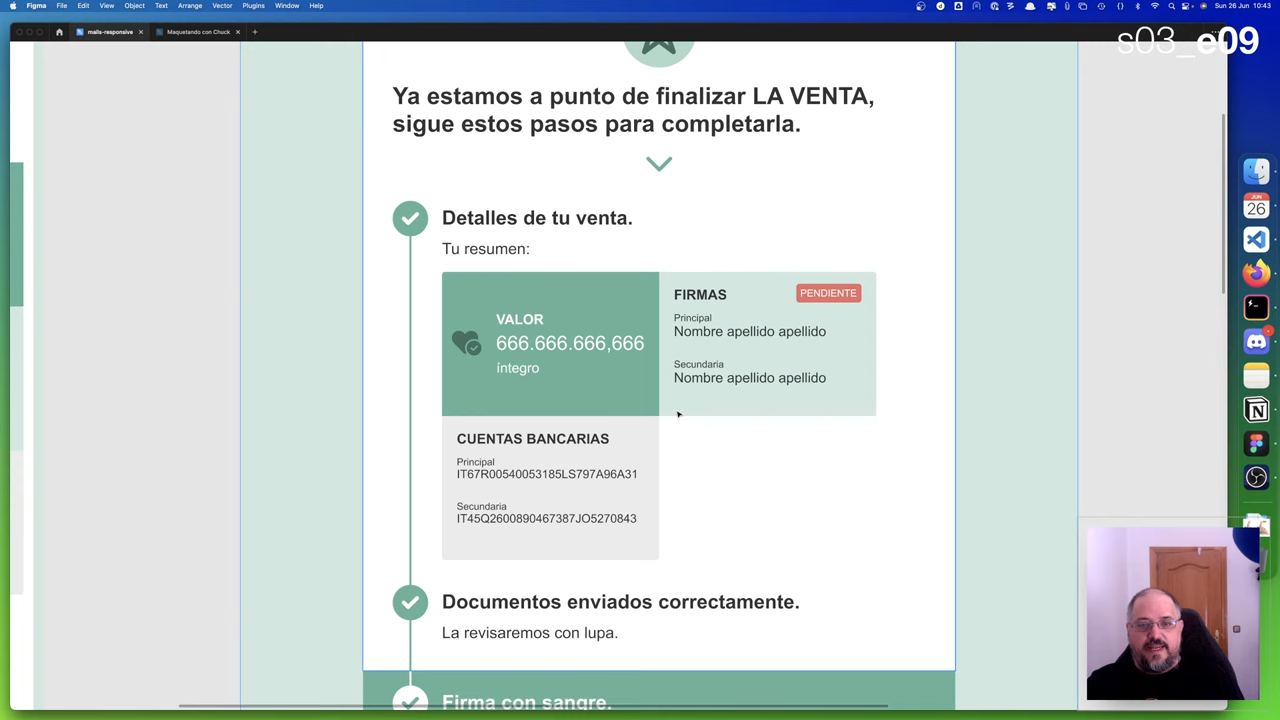 Figma File Edit View Object Text Arrange Vector Plugins Window Help
Sun 26 Jun 10:43
mails-responsive
Maquetando con Chuck
s03_e09
Ya estamos a punto de finalizar LA VENTA,
sigue estos pasos para completarla.
Detalles de tu venta.
Tu resumen:
VALOR
666.666.666,666
íntegro
FIRMAS
PENDIENTE
Principal
Nombre apellido apellido
Secundaria
Nombre apellido apellido
CUENTAS BANCARIAS
Principal
IT67R00540053185LS797A96A31
Secundaria
IT45Q2600890467387JO5270843
Documentos enviados correctamente.
La revisaremos con lupa.
Firma con sangre.
JUN
26